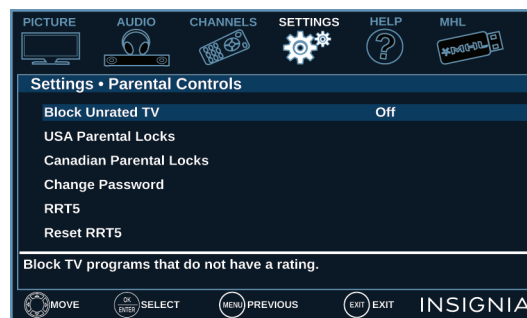 PICTURE AUDIO CHANNELS SETTINGS HELP MHL
MHL
Settings • Parental Controls
Block Unrated TV Off
USA Parental Locks
Canadian Parental Locks
Change Password
RRT5
Reset RRT5
Block TV programs that do not have a rating.
MOVE OK ENTER SELECT MENU PREVIOUS EXIT EXIT INSIGNIA